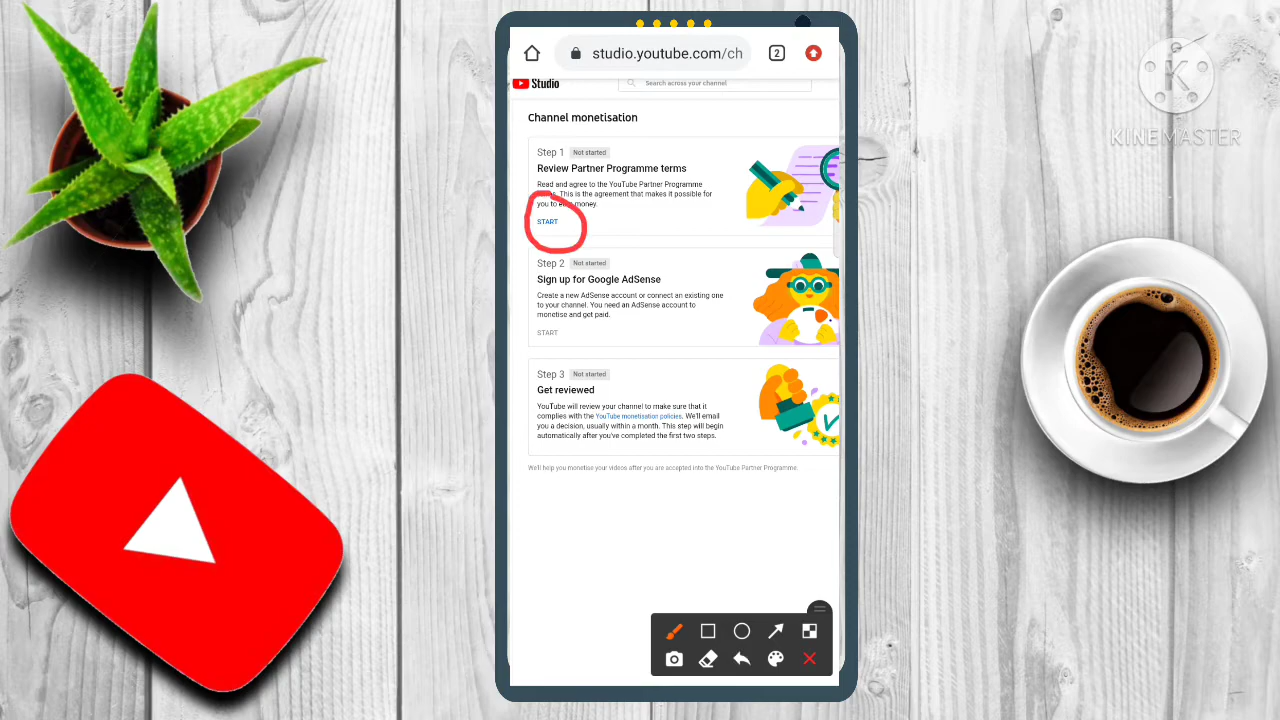 2
studio.youtube.com/ch
Studio
Search across your channel
K
KINEMASTER
Channel monetisation
Step 1 Not started
Review Partner Programme terms
Read and agree to the YouTube Partner Programme
This is the agreement that makes it possible for
you to money.
START
Step 2 Not started
Sign up for Google AdSense
Create a new AdSense account or connect an existing one
to your channel. You need an AdSense account to
monetise and get paid.
START
Step 3 Not started
Get reviewed
YouTube will review your channel to make sure that it
complies with the YouTube monetisation policies. We'll email
you a decision, usually within a month. This step will begin
automatically after you've completed the first two steps.
We'll help you monetise your videos after you are accepted into the YouTube Partner Programme.